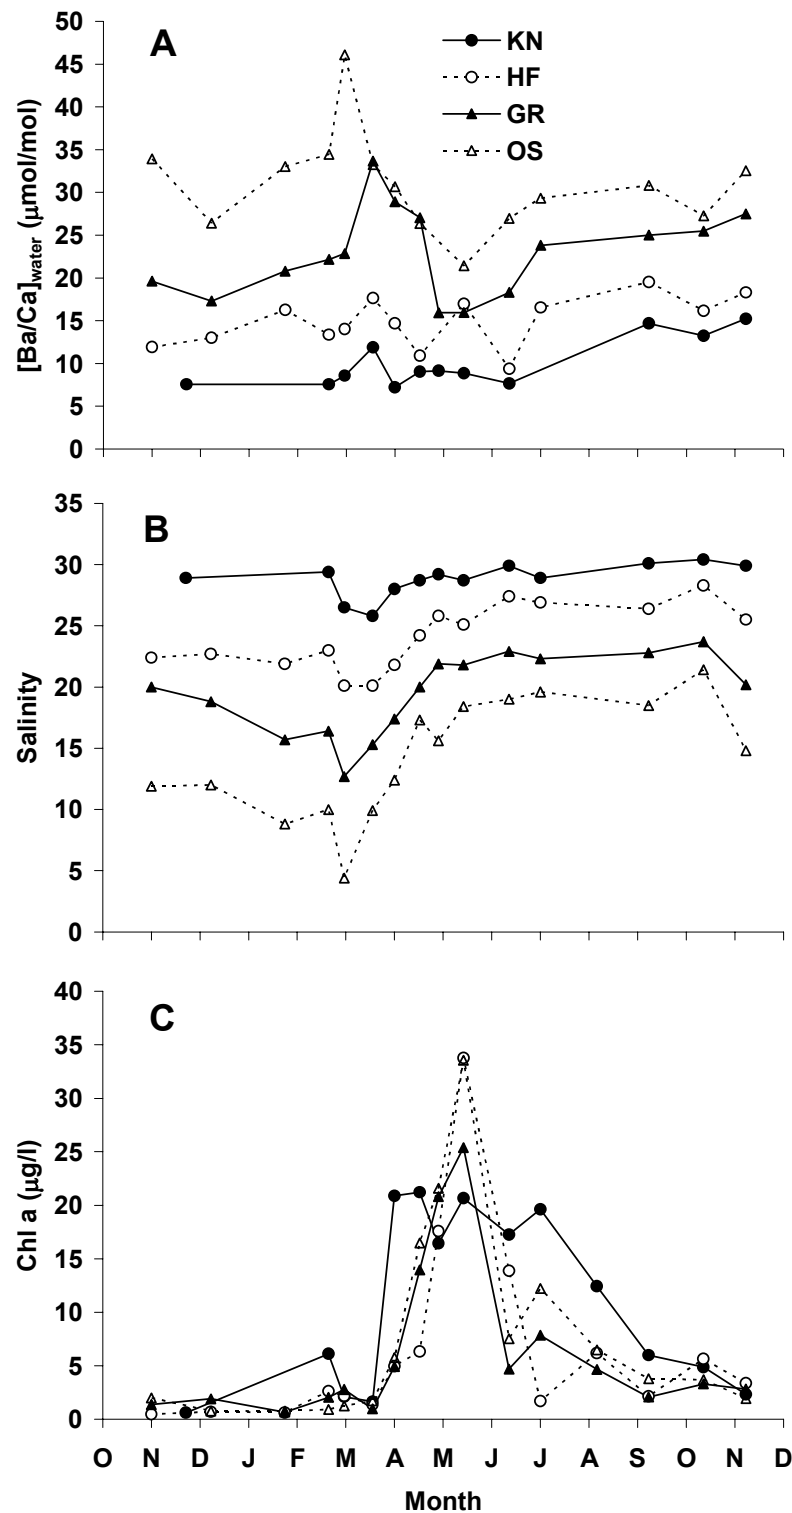 A
KN
HF
GR
OS
[Ba/Ca]water (μmol/mol)
50
45
40
35
30
25
20
15
10
5
0
B
Salinity
35
30
25
20
15
10
5
0
C
Chl a (μg/l)
40
35
30
25
20
15
10
5
0
O N D J F M A M J J A S O N D
Month